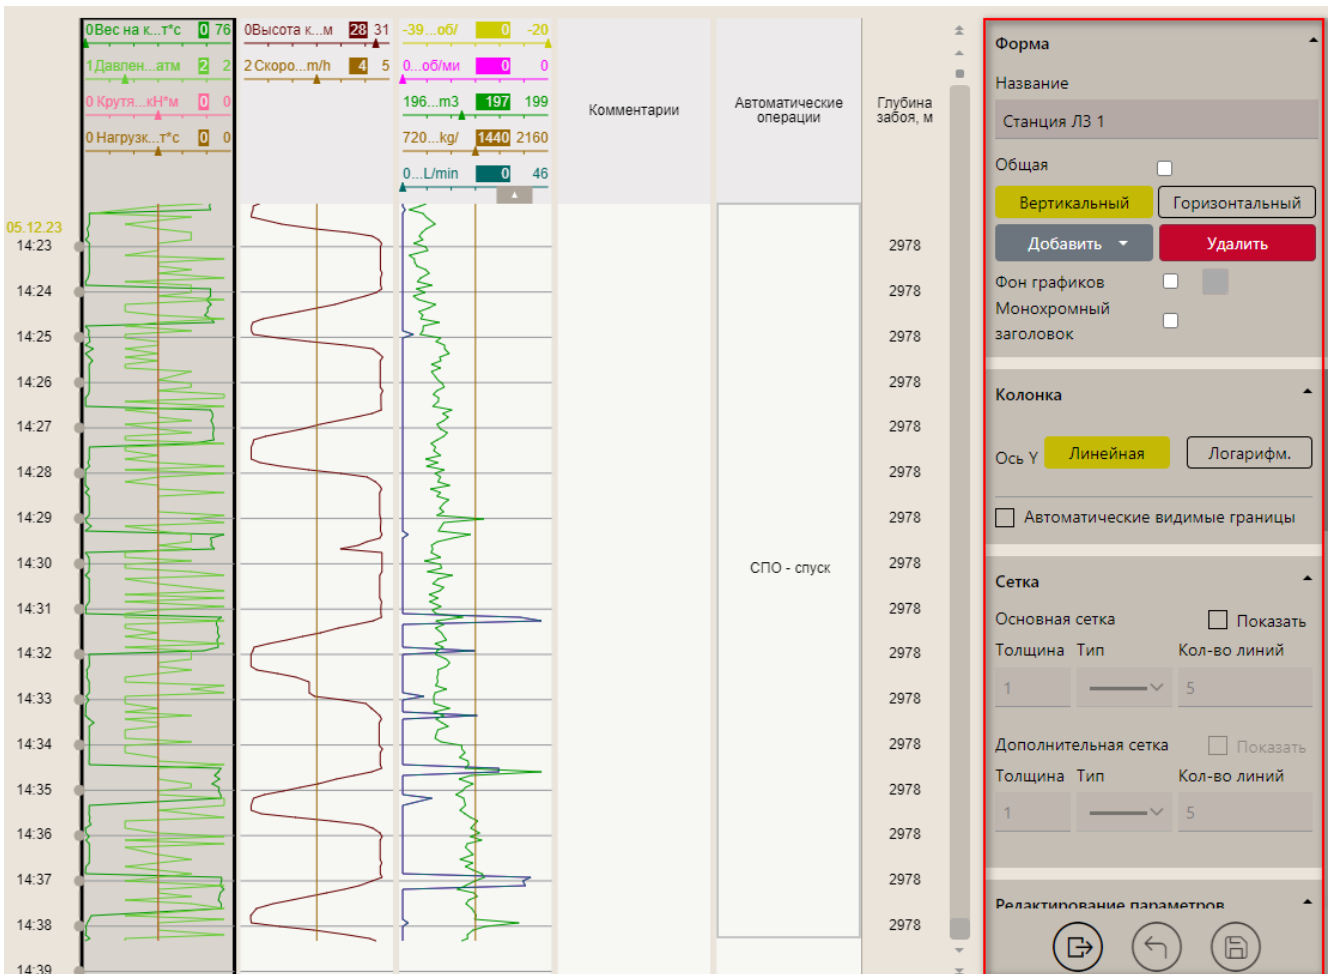 0Вес на к...т*с 0 76
1Давлен...атм 2 2
0 Крутя...кН*м 0 0
0 Нагрузк...т*с 0 0
0Высота к...м 28 31
2 Скоро...m/h 4 5
-39...об/ 0 -20
0...об/ми 0 0
196...m3 197 199
720...kg/ 1440 2160
0...L/min 0 46
Комментарии
Автоматические
операции
Глубина
забоя, м
05.12.23
14:23 2978
14:24 2978
14:25 2978
14:26 2978
14:27 2978
14:28 2978
14:29 2978
14:30 СПО - спуск 2978
14:31 2978
14:32 2978
14:33 2978
14:34 2978
14:35 2978
14:36 2978
14:37 2978
14:38 2978
14:39
Форма
Название
Станция ЛЗ 1
Общая
Вертикальный Горизонтальный
Добавить Удалить
Фон графиков
Монохромный
заголовок
Колонка
Ось Y Линейная Логарифм.
Автоматические видимые границы
Сетка
Основная сетка Показать
Толщина Тип Кол-во линий
1 5
Дополнительная сетка Показать
Толщина Тип Кол-во линий
1 5
Редактирование параметров